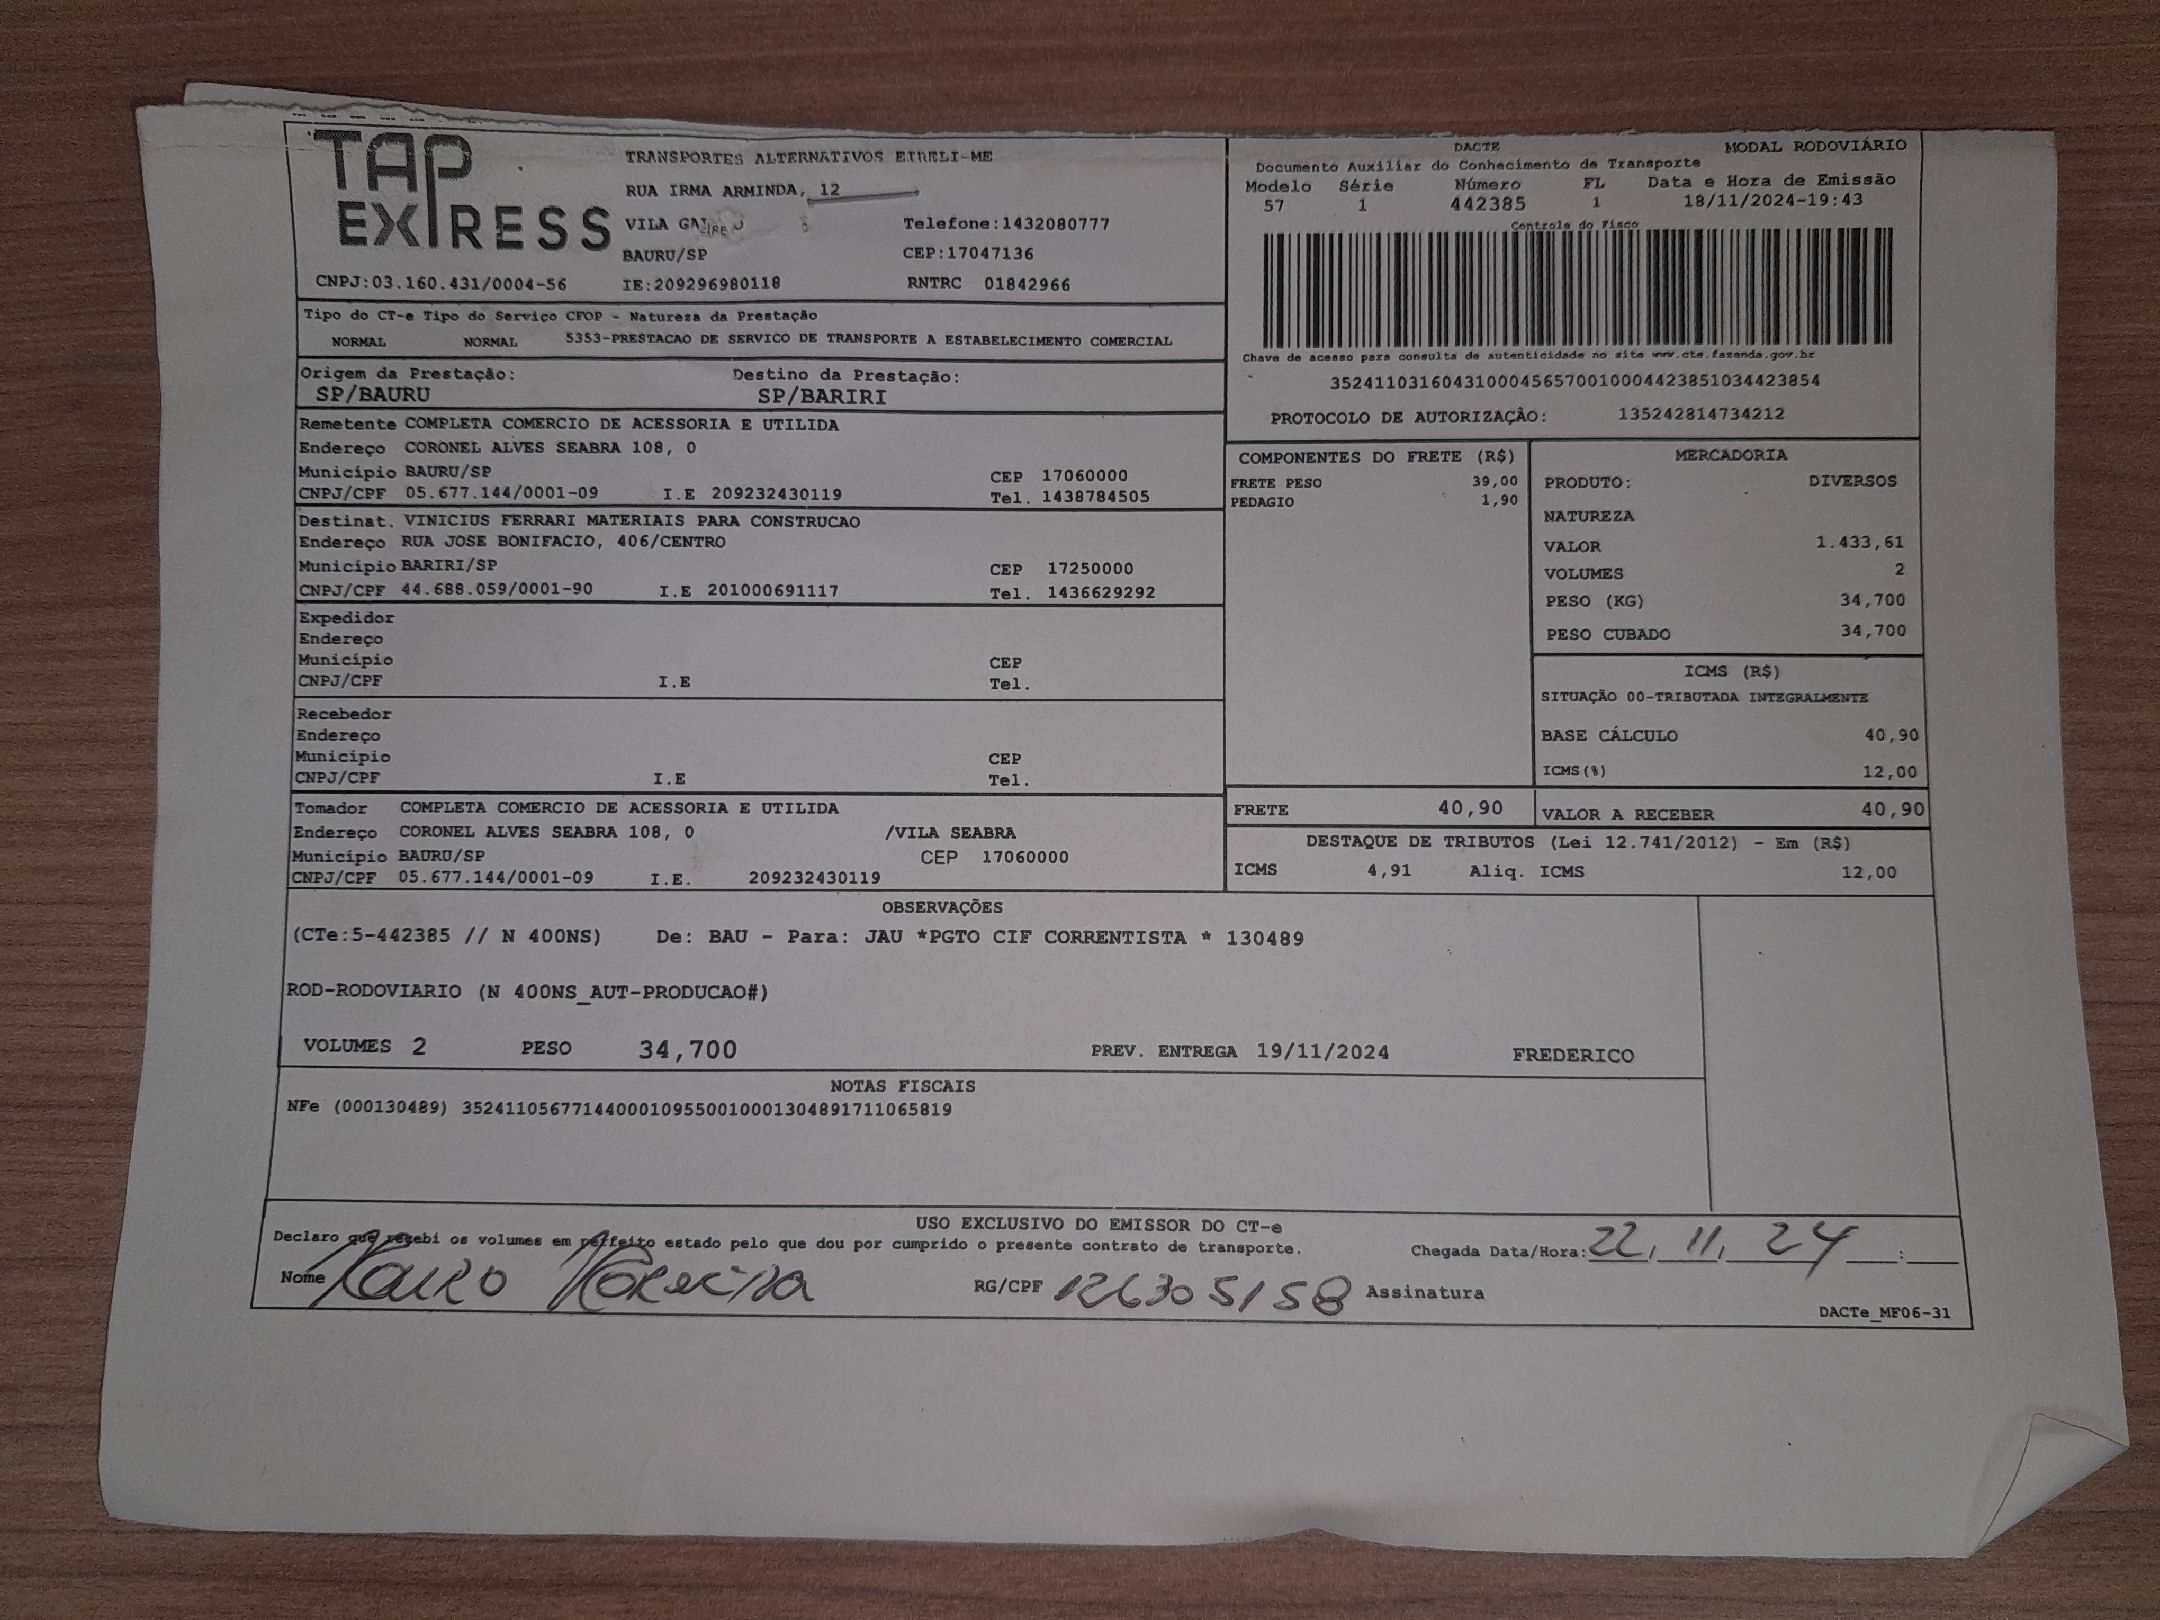 TAP EXPRESS
TRANSPORTES ALTERNATIVOS EIRELI-ME
RUA IRMA ARMINDA, 12
VILA
Telefone:1432080777
BAURU/SP
CEP:17047136
CNPJ:03.160.431/0004-56 IE:209296980118 RNTRC 01842966
DACTE MODAL RODOVIÁRIO
Documento Auxiliar do Conhecimento de Transporte
Modelo Série Número FL Data e Hora de Emissão
57 1 442385 1 18/11/2024-19:43
Controle do Fisco
Chave de acesso para consulta de autenticidade no site www.cte.fazenda.gov.br
35241103160431000456570010004423851034423854
PROTOCOLO DE AUTORIZAÇÃO: 135242814734212
Tipo do CT-e Tipo do Serviço CFOP - Natureza da Prestação
NORMAL NORMAL 5353-PRESTACAO DE SERVICO DE TRANSPORTE A ESTABELECIMENTO COMERCIAL
Origem da Prestação: Destino da Prestação:
SP/BAURU SP/BARIRI
Remetente COMPLETA COMERCIO DE ACESSORIA E UTILIDA
Endereço CORONEL ALVES SEABRA 108, 0
Município BAURU/SP CEP 17060000
CNPJ/CPF 05.677.144/0001-09 I.E 209232430119 Tel. 1438784505
Destinat. VINICIUS FERRARI MATERIAIS PARA CONSTRUCAO
Endereço RUA JOSE BONIFACIO, 406/CENTRO
Município BARIRI/SP CEP 17250000
CNPJ/CPF 44.688.059/0001-90 I.E 201000691117 Tel. 1436629292
Expedidor
Endereço
Município CEP
CNPJ/CPF I.E Tel.
Recebedor
Endereço
Município CEP
CNPJ/CPF I.E Tel.
Tomador COMPLETA COMERCIO DE ACESSORIA E UTILIDA
Endereço CORONEL ALVES SEABRA 108, 0 /VILA SEABRA
Município BAURU/SP CEP 17060000
CNPJ/CPF 05.677.144/0001-09 I.E. 209232430119
COMPONENTES DO FRETE (R$)
FRETE PESO 39,00
PEDAGIO 1,90
MERCADORIA
PRODUTO: DIVERSOS
NATUREZA
VALOR 1.433,61
VOLUMES 2
PESO (KG) 34,700
PESO CUBADO 34,700
ICMS (R$)
SITUAÇÃO 00-TRIBUTADA INTEGRALMENTE
BASE CÁLCULO 40,90
ICMS(%) 12,00
FRETE 40,90 VALOR A RECEBER 40,90
DESTAQUE DE TRIBUTOS (Lei 12.741/2012) - Em (R$)
ICMS 4,91 Aliq. ICMS 12,00
OBSERVAÇÕES
(CTe:5-442385 // N 400NS) De: BAU - Para: JAU *PGTO CIF CORRENTISTA * 130489
ROD-RODOVIARIO (N 400NS_AUT-PRODUCAO#)
VOLUMES 2 PESO 34,700 PREV. ENTREGA 19/11/2024 FREDERICO
NOTAS FISCAIS
NFe (000130489) 35241105677144000109550010001304891711065819
USO EXCLUSIVO DO EMISSOR DO CT-e
Declaro que recebi os volumes em perfeito estado pelo que dou por cumprido o presente contrato de transporte. Chegada Data/Hora: 22, 11, 24 :
Nome RG/CPF 126305158 Assinatura
DACTe_MF06-31